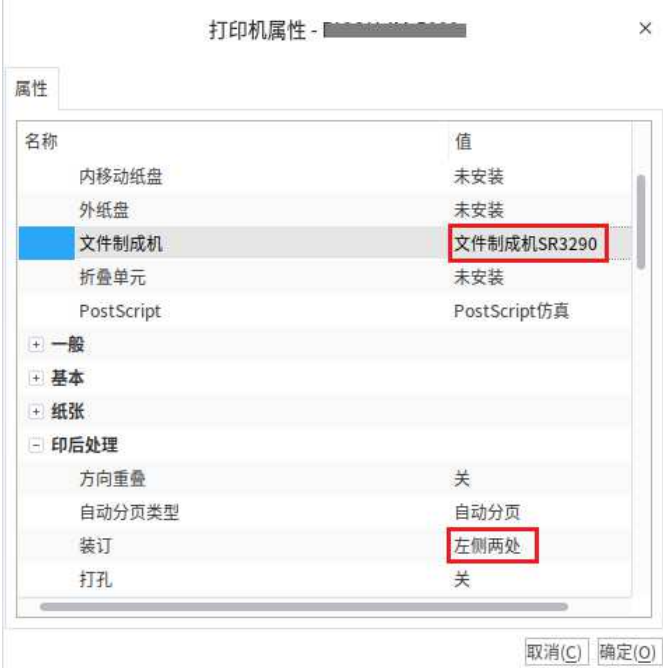 打印机属性 -
属性
名称 值
内移动纸盘 未安装
外纸盘 未安装
文件制成机 文件制成机SR3290
折叠单元 未安装
PostScript PostScript仿真
一般
基本
纸张
印后处理
方向重叠 关
自动分页类型 自动分页
装订 左侧两处
打孔 关
取消(C) 确定(O)